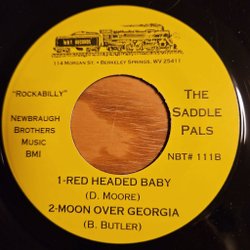 NBT RECORDS
114 MORGAN ST. • BERKELEY SPRINGS, WV 25411
"ROCKABILLY"
NEWBRAUGH
BROTHERS
MUSIC
BMI
THE
SADDLE
PALS
NBT# 111B
1-RED HEADED BABY
(D. MOORE)
2-MOON OVER GEORGIA
(B. BUTLER)